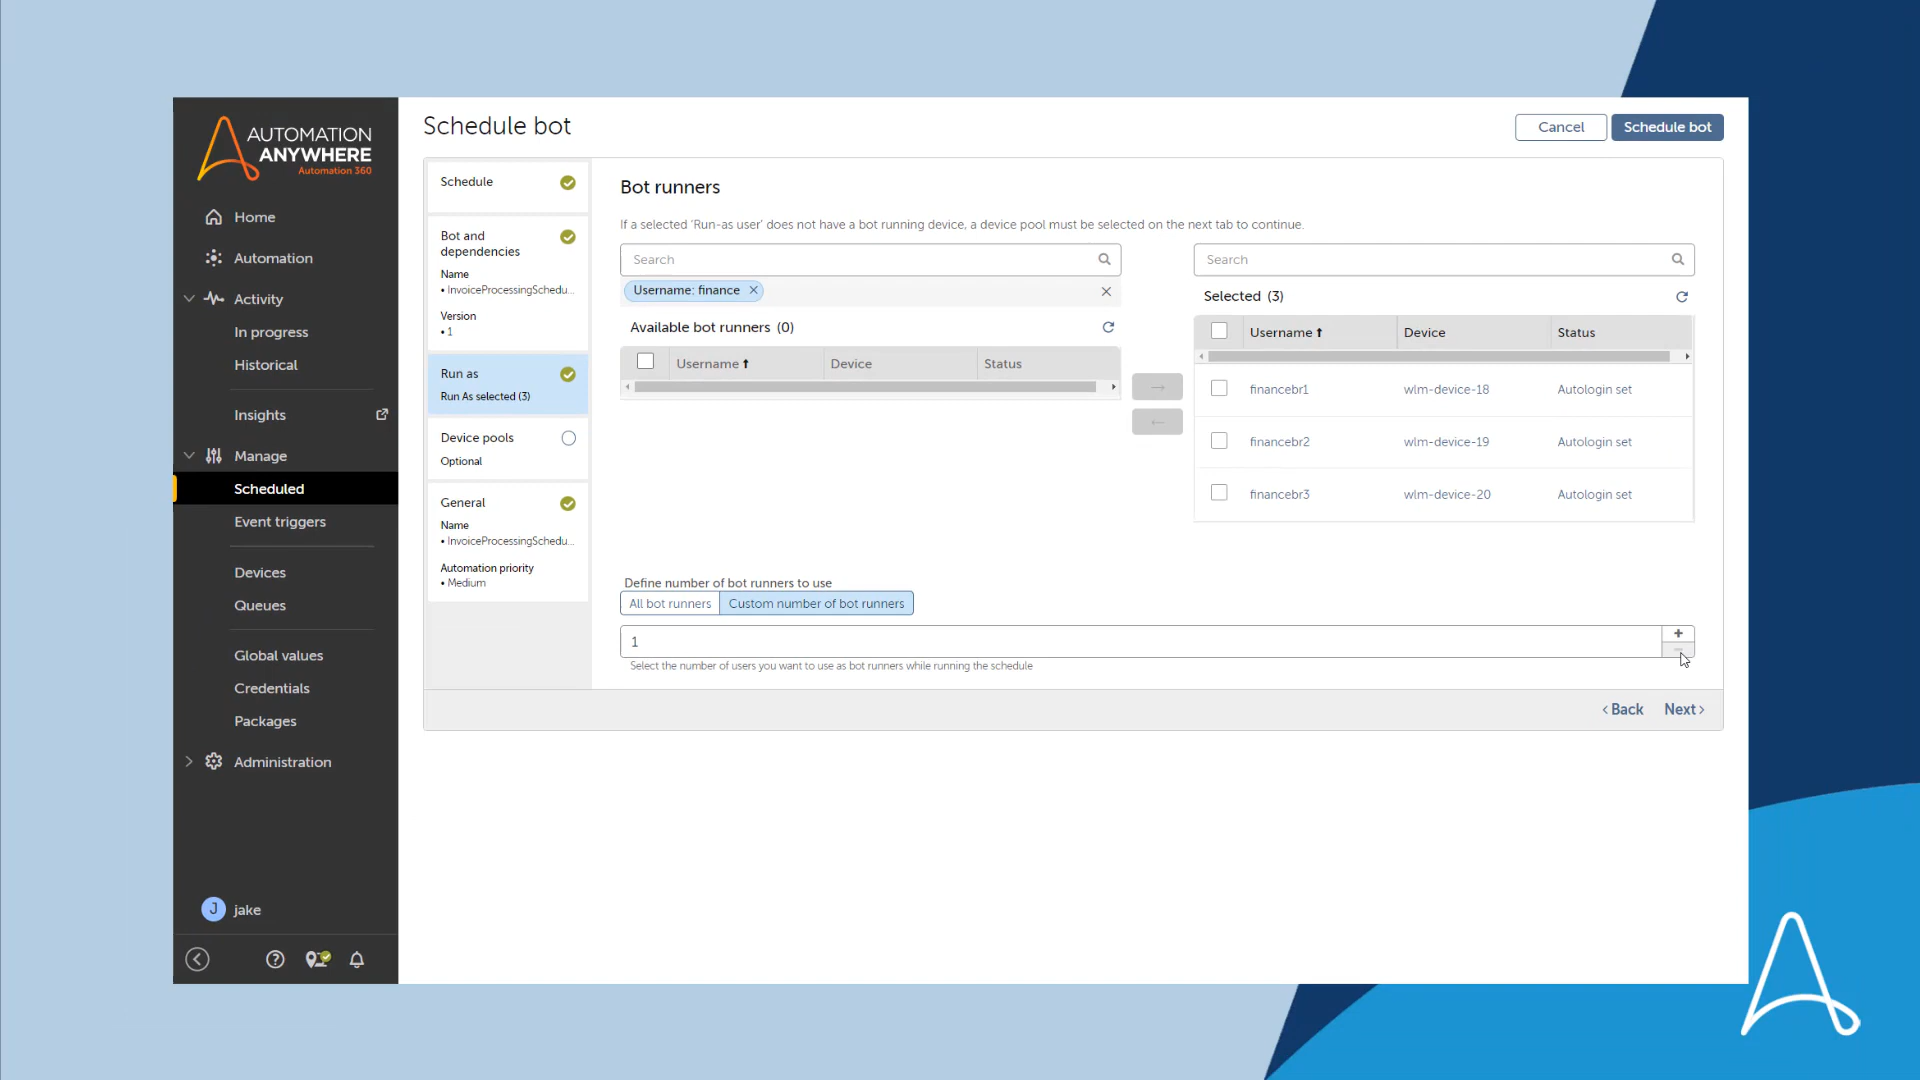 AUTOMATION
ANYWHERE
Automation 360
Home
Automation
Activity
In progress
Historical
Insights
Manage
Scheduled
Event triggers
Devices
Queues
Global values
Credentials
Packages
Administration
J
jake
Schedule bot
Cancel
Schedule bot
Schedule
Bot and
dependencies
Name
• InvoiceProcessingSchedu...
Version
• 1
Run as
Run As selected (3)
Device pools
Optional
General
Name
• InvoiceProcessingSchedu...
Automation priority
• Medium
Bot runners
If a selected 'Run-as user' does not have a bot running device, a device pool must be selected on the next tab to continue.
Search
Username: finance
Available bot runners (0)
Username Device Status
Search
Selected (3)
Username Device Status
financebr1 wlm-device-18 Autologin set
financebr2 wlm-device-19 Autologin set
financebr3 wlm-device-20 Autologin set
Define number of bot runners to use
All bot runners Custom number of bot runners
1
Select the number of users you want to use as bot runners while running the schedule
Back Next